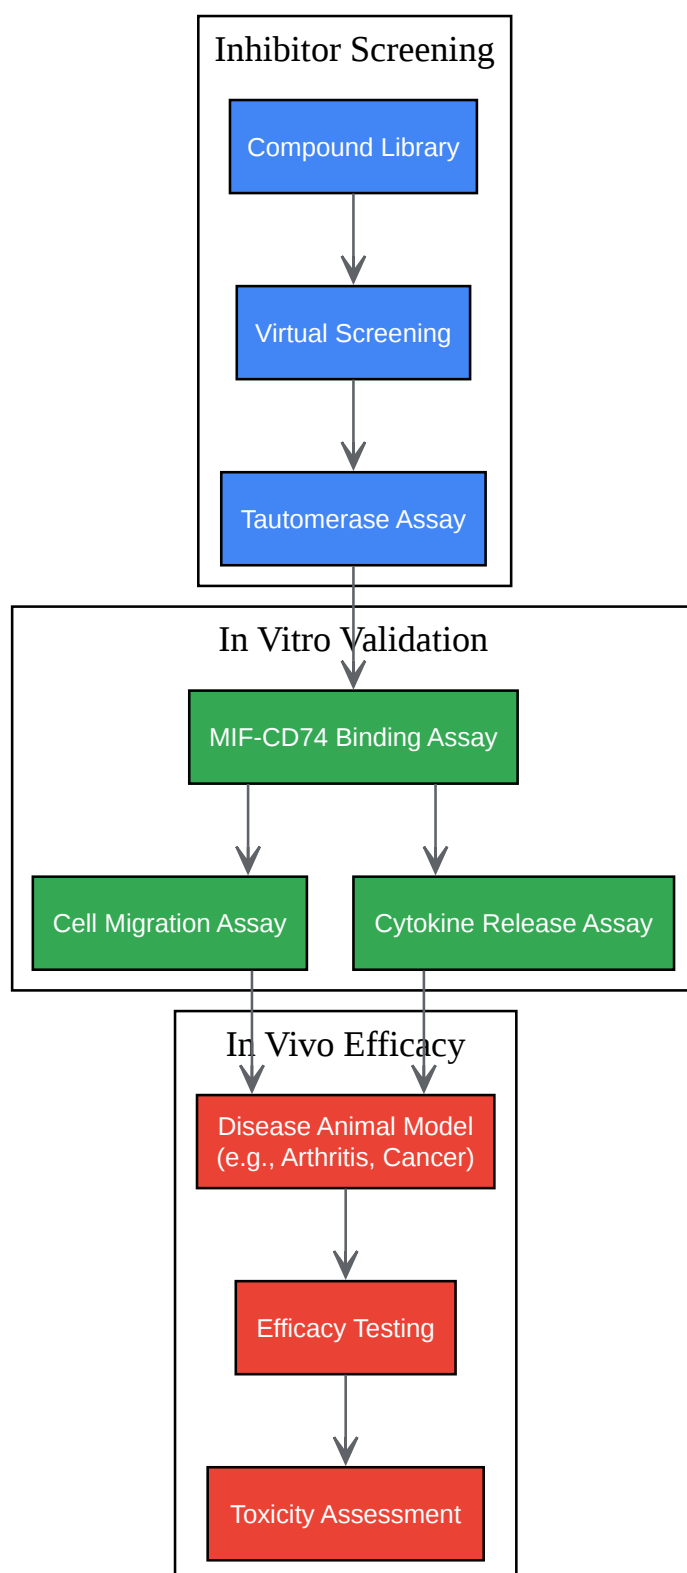 Inhibitor Screening
Compound Library
Virtual Screening
Tautomerase Assay
In Vitro Validation
MIF-CD74 Binding Assay
Cell Migration Assay
Cytokine Release Assay
In Vivo Efficacy
Disease Animal Model
(e.g., Arthritis, Cancer)
Efficacy Testing
Toxicity Assessment